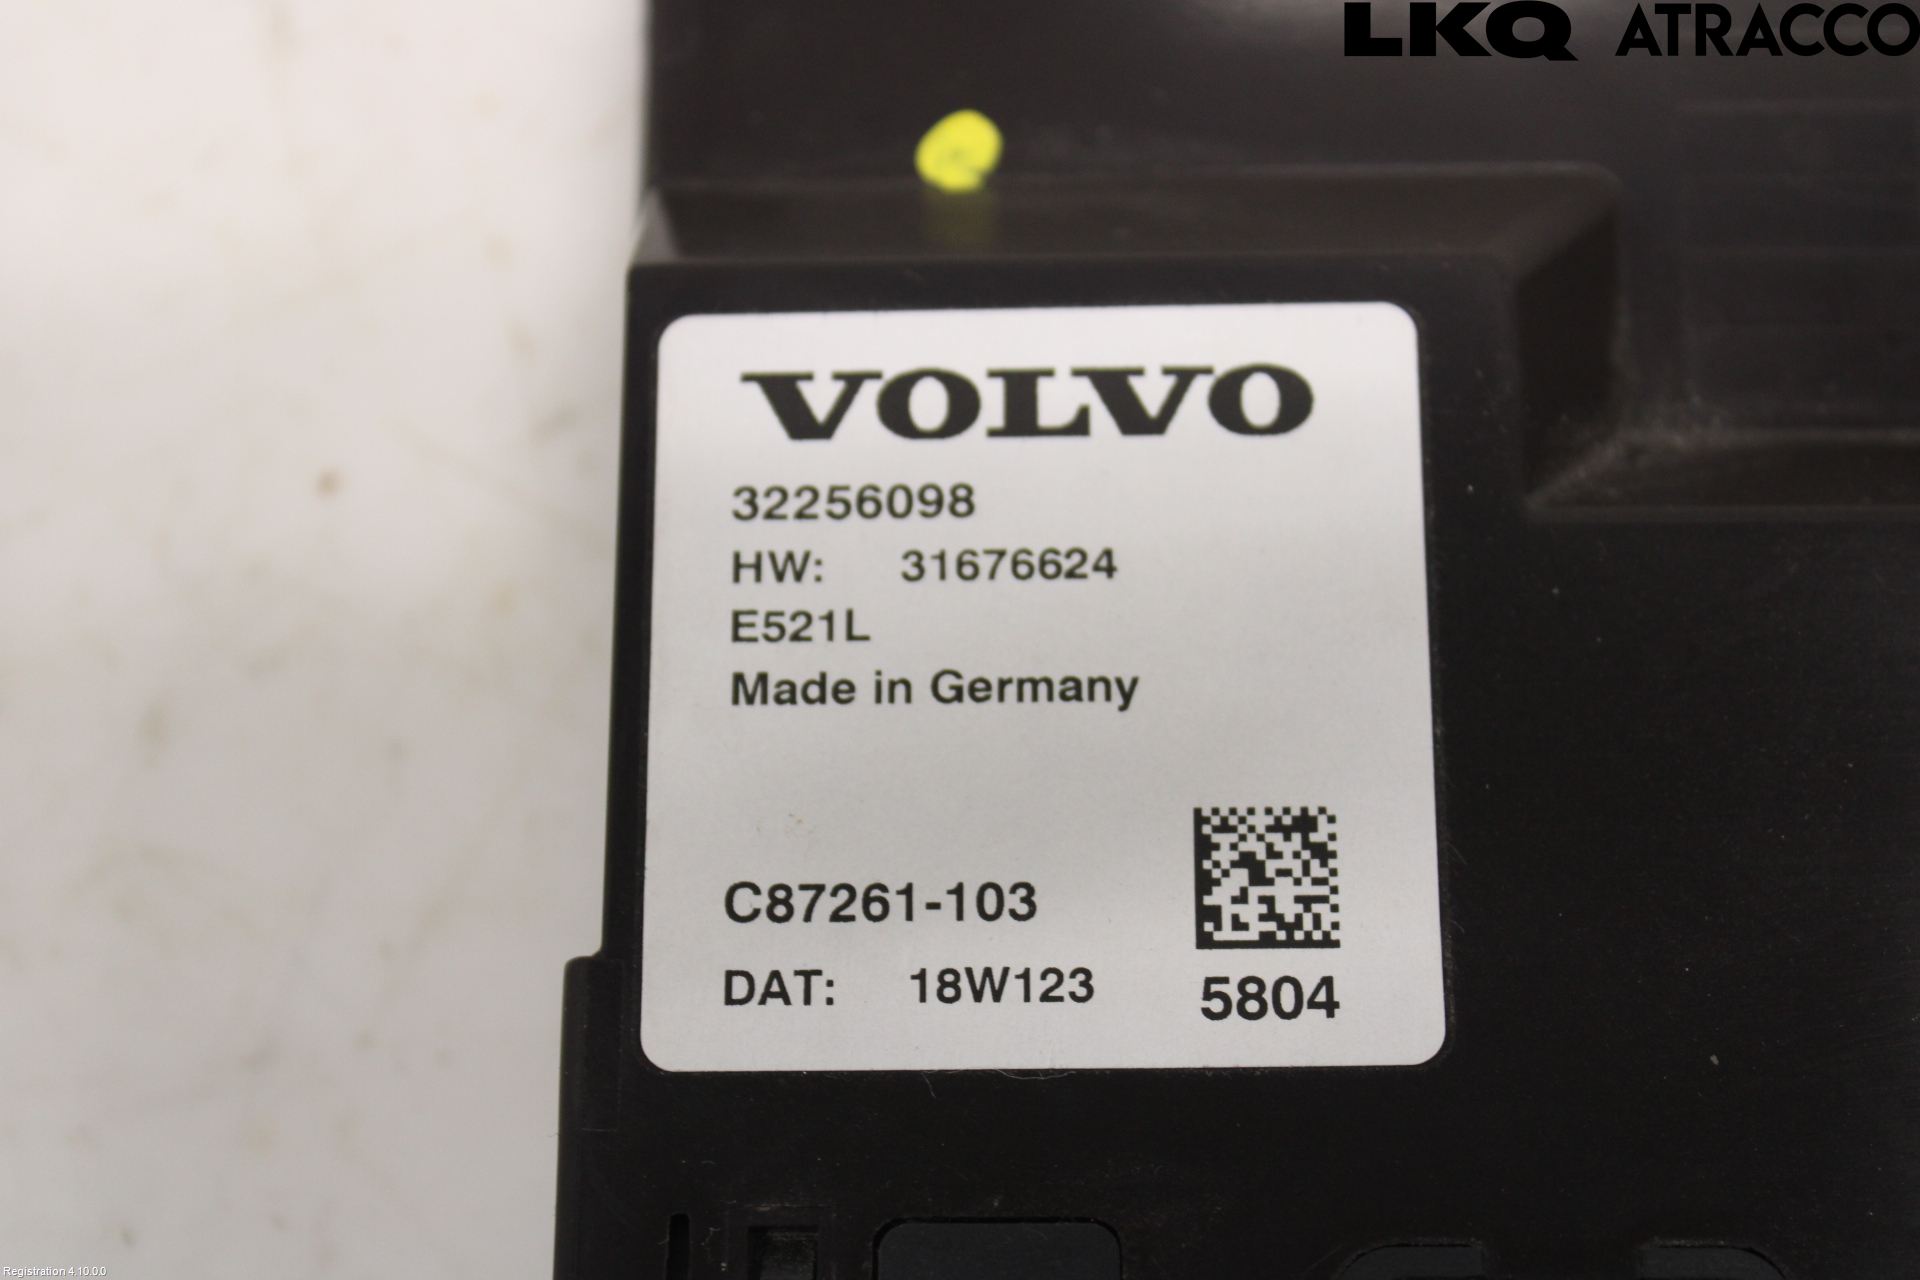 LKQ ATRACCO
VOLVO
32256098
HW: 31676624
E521L
Made in Germany
C87261-103
DAT: 18W123
5804
Registration 4.10.0.0